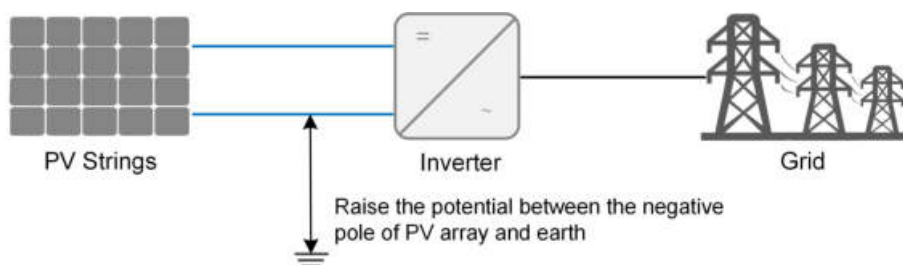 =
~
PV Strings
Inverter
Grid
Raise the potential between the negative
pole of PV array and earth